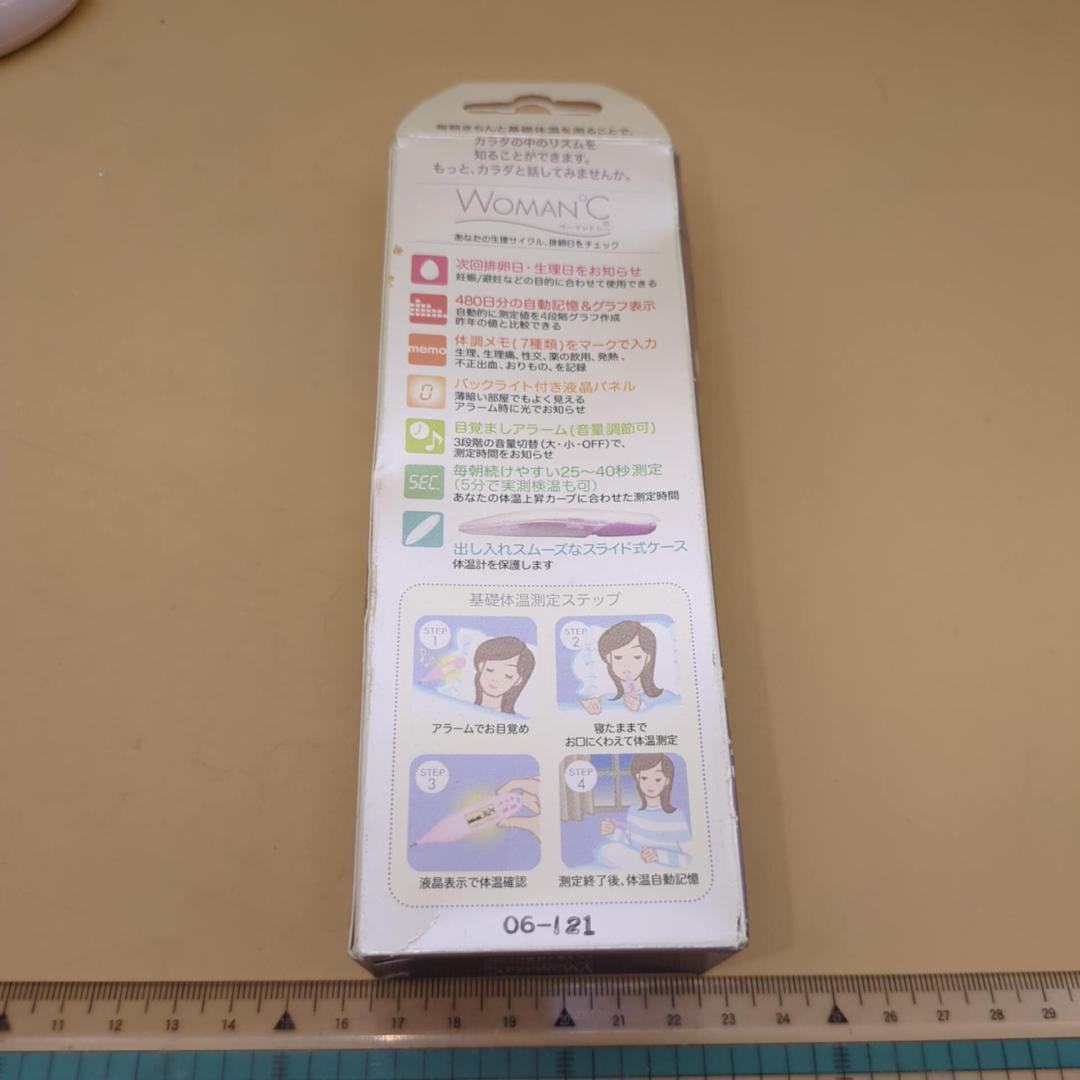 毎朝きちんと基礎体温を測ることで、
カラダの中のリズムを
知ることができます。
もっと、カラダと話してみませんか。
WOMAN℃®
ウーマンドシー
あなたの生理サイクル、排卵日をチェック
次回排卵日・生理日をお知らせ
妊娠/避妊などの目的に合わせて使用できる
480日分の自動記憶&グラフ表示
自動的に測定値を4段階グラフ作成
昨年の値と比較できる
memo
体調メモ(7種類)をマークで入力
生理、生理痛、性交、薬の飲用、発熱、
不正出血、おりもの、を記録
0
バックライト付き液晶パネル
薄暗い部屋でもよく見える
アラーム時に光でお知らせ
目覚ましアラーム(音量調節可)
3段階の音量切替(大・小・OFF)で、
測定時間をお知らせ
SEC.
毎朝続けやすい25〜40秒測定
(5分で実測検温も可)
あなたの体温上昇カーブに合わせた測定時間
出し入れスムーズなスライド式ケース
体温計を保護します
基礎体温測定ステップ
STEP 1
アラームでお目覚め
STEP 2
寝たままで
お口にくわえて体温測定
STEP 3
液晶表示で体温確認
STEP 4
測定終了後、体温自動記憶
06-121
WOMAN℃
11 12 13 14 15 16 17 18 19 20 21 22 23 24 25 26 27 28 29